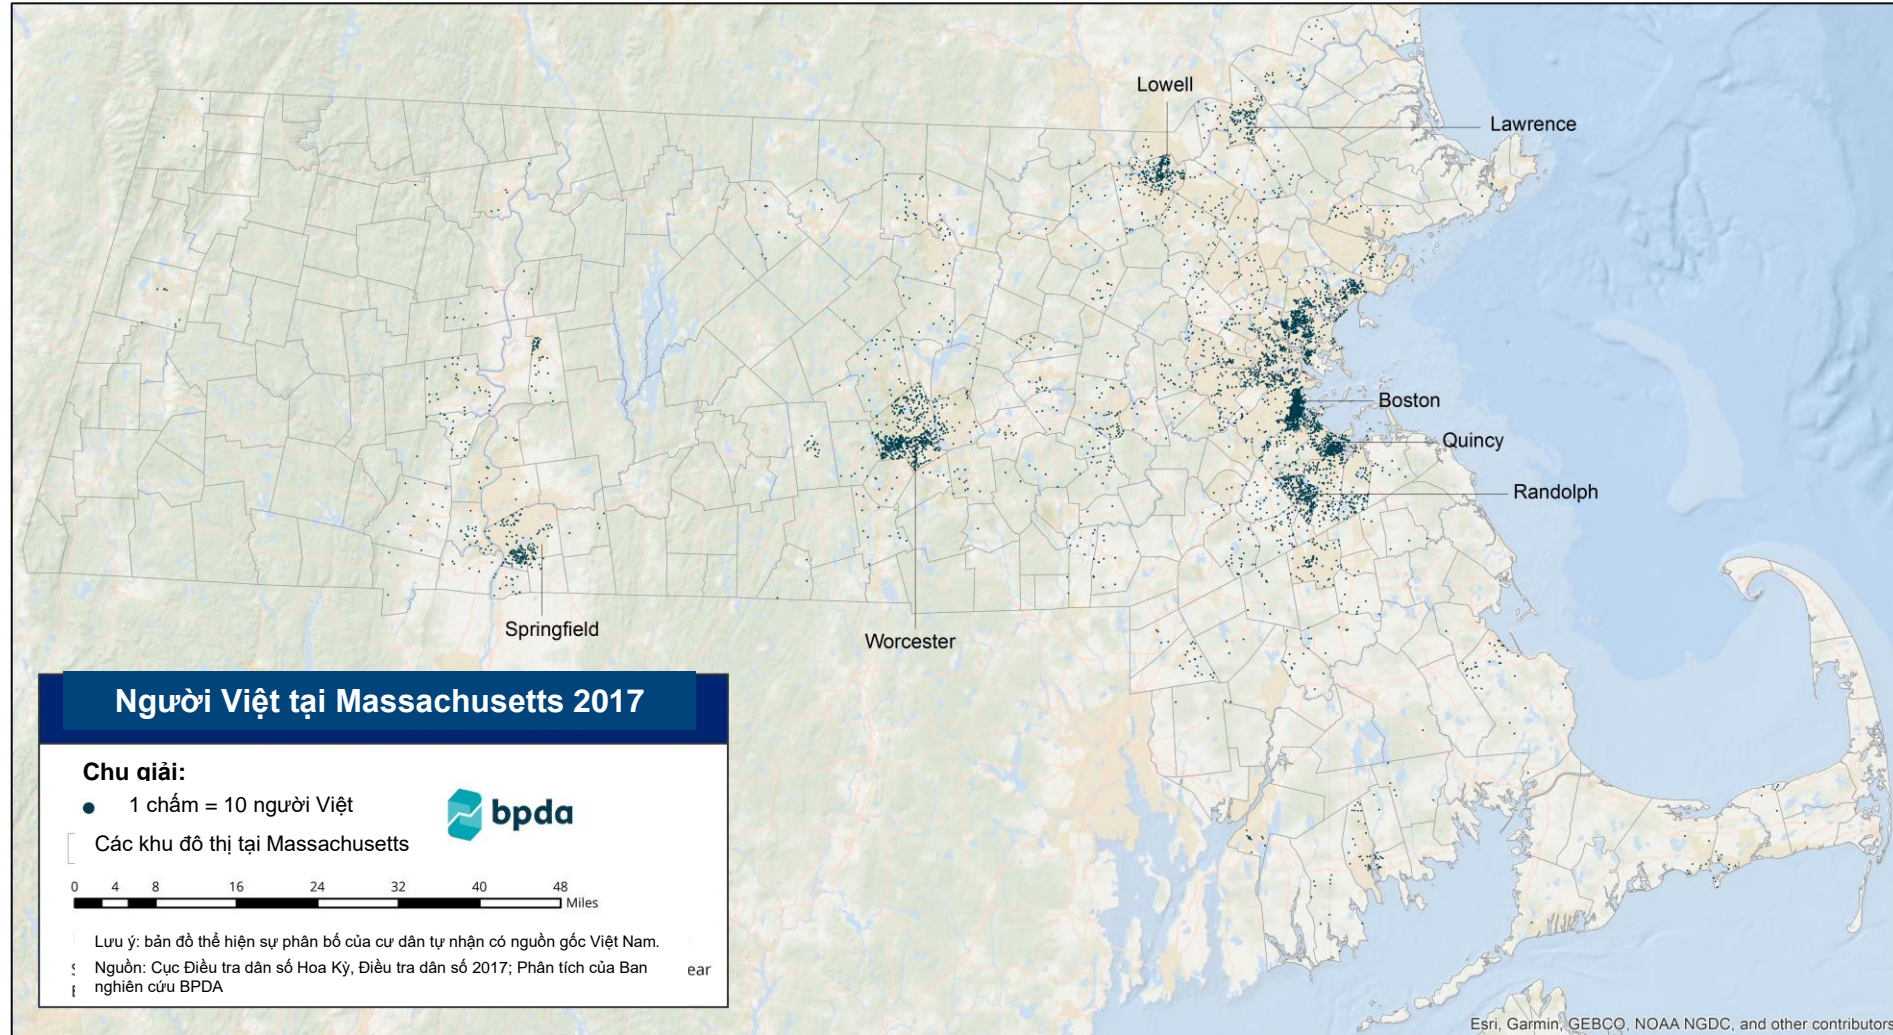 Lowell
Lawrence
Boston
Quincy
Randolph
Springfield
Worcester
Người Việt tại Massachusetts 2017
Chu giải:
1 chấm = 10 người Việt
bpda
Các khu đô thị tại Massachusetts
0 4 8 16 24 32 40 48
Miles
Lưu ý: bản đồ thể hiện sự phân bố của cư dân tự nhận có nguồn gốc Việt Nam.
Nguồn: Cục Điều tra dân số Hoa Kỳ, Điều tra dân số 2017; Phân tích của Ban
nghiên cứu BPDA
ear
Esri, Garmin, GEBCO, NOAA NGDC, and other contributors